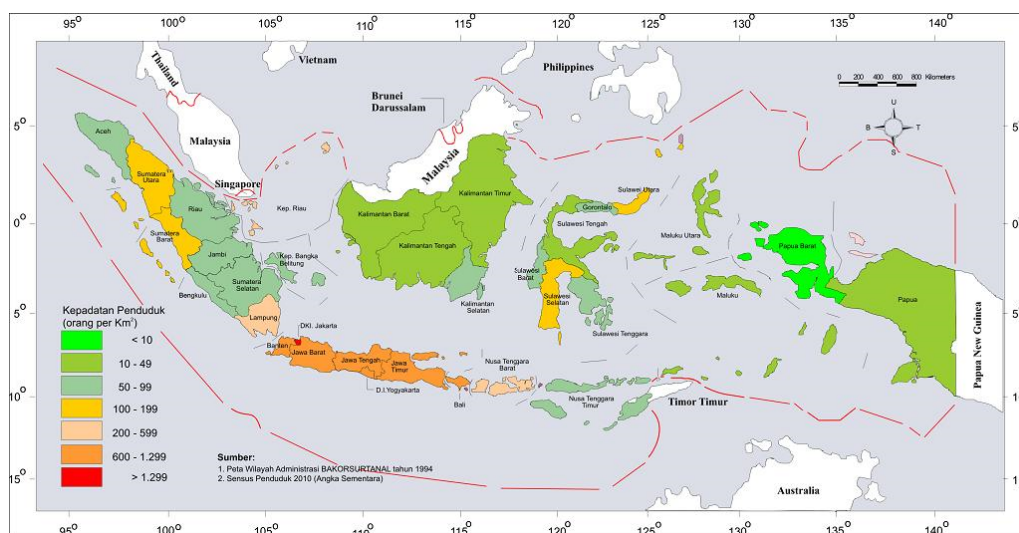 95° 100° 105° 110° 115° 120° 125° 130° 135° 140°
Vietnam
Philippines
Thailand
Brunei
Darussalam
0 200 400 600 800 Kilometers
U
B T
S
5°
Aceh
Malaysia
Malaysia
Sumatera
Utara
Singapore
Kalimantan Timur
Sulawei Utara
Riau
Kep. Riau
Kalimantan Barat
Gorontalo
Sulawesi Tengah
0°
Maluku Utara
Sumatera
Barat
Kalimantan Tengah
Papua Barat
Jambi
Kep. Bangka
Belitung
Sulawesi
Barat
Sumatera
Selatan
Bengkulu
Kalimantan
Selatan
Sulawesi
Selatan
Maluku
Papua
5°
5
Lampung
Sulawesi Tenggara
Papua New Guinea
Kepadatan Penduduk
(orang per Km²)
DKI. Jakarta
Banten
Jawa Barat
Jawa Tengah
Jawa
Timur
Nusa Tenggara
Barat
D.I.Yogyakarta
Bali
Nusa Tenggara
Timur
Timor Timur
10°
1
< 10
10 - 49
50 - 99
100 - 199
200 - 599
600 - 1.299
> 1.299
Sumber:
1. Peta Wilayah Administrasi BAKORSURTANAL tahun 1994
2. Sensus Penduduk 2010 (Angka Sementara)
15°
1
Australia
95° 100° 105° 110° 115° 120° 125° 130° 135° 140°